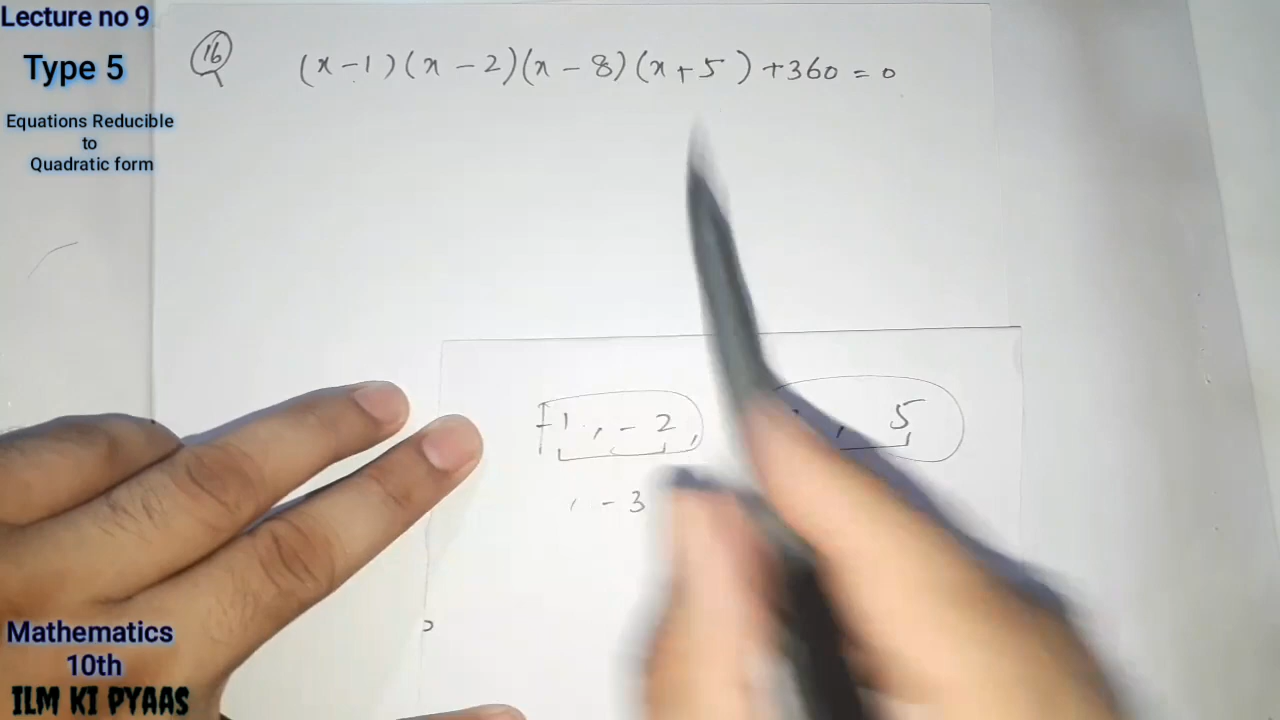 Lecture no 9
Type 5
Equations Reducible
to
Quadratic form
16
(x-1)(x-2)(x-8)(x+5)+360=0
-1, -2,
, 5
-3
Mathematics
10th
ILM KI PYAAS